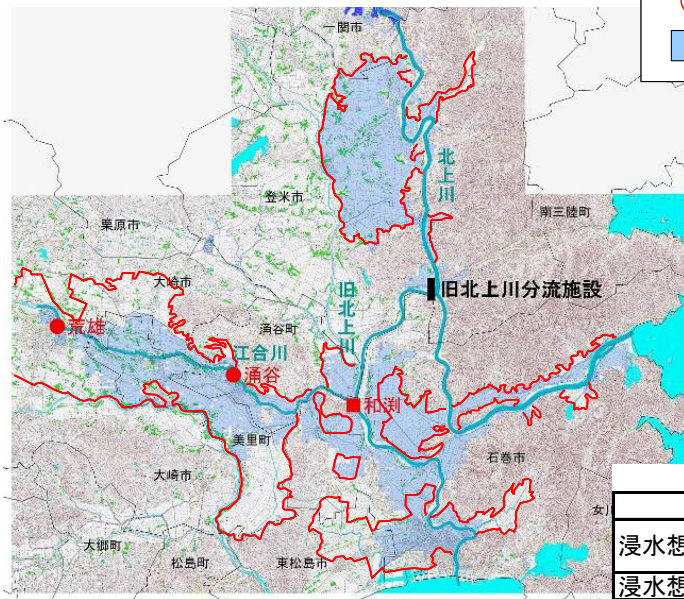 一関市
北上川
登米市
南三陸町
栗原市
大崎市
旧北上川
旧北上川分流施設
荒雄
涌谷町
江合川
涌谷
和渕
美里町
石巻市
大崎市
女川
大郷町
松島町
東松島市
浸水想
浸水想